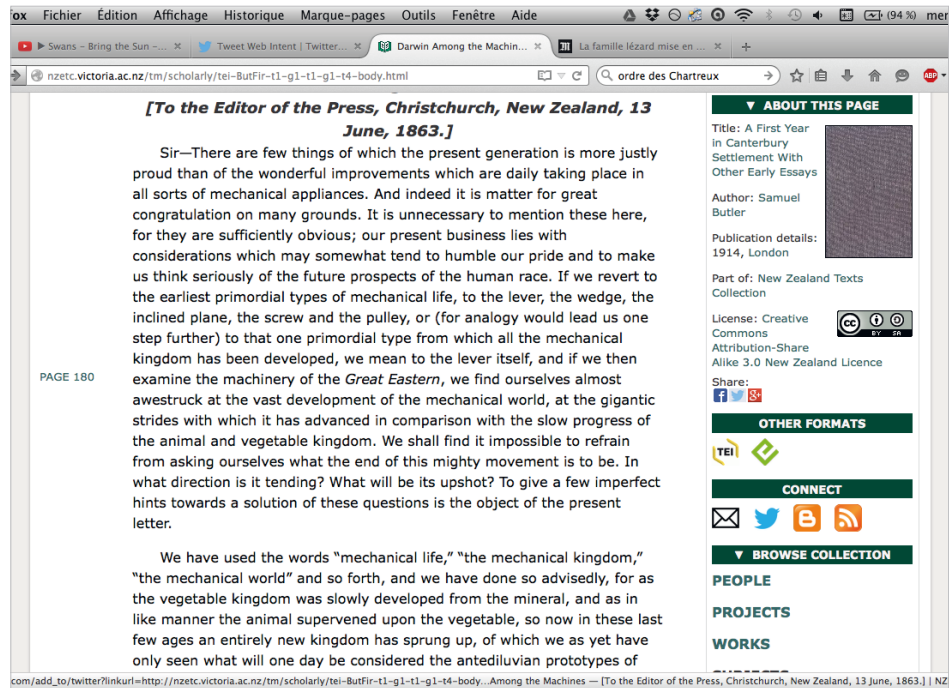 ox Fichier Édition Affichage Historique Marque-pages Outils Fenêtre Aide (94 %) mer
Swans - Bring the Sun -... × Tweet Web Intent | Twitter... × Darwin Among the Machin... × La famille lézard mise en ... × +
nzetc.victoria.ac.nz/tm/scholarly/tei-ButFir-t1-g1-t1-g1-t4-body.html ordre des Chartreux ABP
[To the Editor of the Press, Christchurch, New Zealand, 13
June, 1863.]
Sir—There are few things of which the present generation is more justly
proud than of the wonderful improvements which are daily taking place in
all sorts of mechanical appliances. And indeed it is matter for great
congratulation on many grounds. It is unnecessary to mention these here,
for they are sufficiently obvious; our present business lies with
considerations which may somewhat tend to humble our pride and to make
us think seriously of the future prospects of the human race. If we revert to
the earliest primordial types of mechanical life, to the lever, the wedge, the
inclined plane, the screw and the pulley, or (for analogy would lead us one
step further) to that one primordial type from which all the mechanical
kingdom has been developed, we mean to the lever itself, and if we then
PAGE 180
examine the machinery of the Great Eastern, we find ourselves almost
awestruck at the vast development of the mechanical world, at the gigantic
strides with which it has advanced in comparison with the slow progress of
the animal and vegetable kingdom. We shall find it impossible to refrain
from asking ourselves what the end of this mighty movement is to be. In
what direction is it tending? What will be its upshot? To give a few imperfect
hints towards a solution of these questions is the object of the present
letter.
We have used the words “mechanical life,” “the mechanical kingdom,”
“the mechanical world” and so forth, and we have done so advisedly, for as
the vegetable kingdom was slowly developed from the mineral, and as in
like manner the animal supervened upon the vegetable, so now in these last
few ages an entirely new kingdom has sprung up, of which we as yet have
only seen what will one day be considered the antediluvian prototypes of
▼ ABOUT THIS PAGE
Title: A First Year
in Canterbury
Settlement With
Other Early Essays
Author: Samuel
Butler
Publication details:
1914, London
Part of: New Zealand Texts
Collection
License: Creative
Commons
Attribution-Share
Alike 3.0 New Zealand Licence
cc BY SA
Share:
OTHER FORMATS
TEI
CONNECT
▼ BROWSE COLLECTION
PEOPLE
PROJECTS
WORKS
SUBJECTS
com/add_to/twitter?linkurl=http://nzetc.victoria.ac.nz/tm/scholarly/tei-ButFir-t1-g1-t1-g1-t4-body...Among the Machines — [To the Editor of the Press, Christchurch, New Zealand, 13 June, 1863.] | NZ